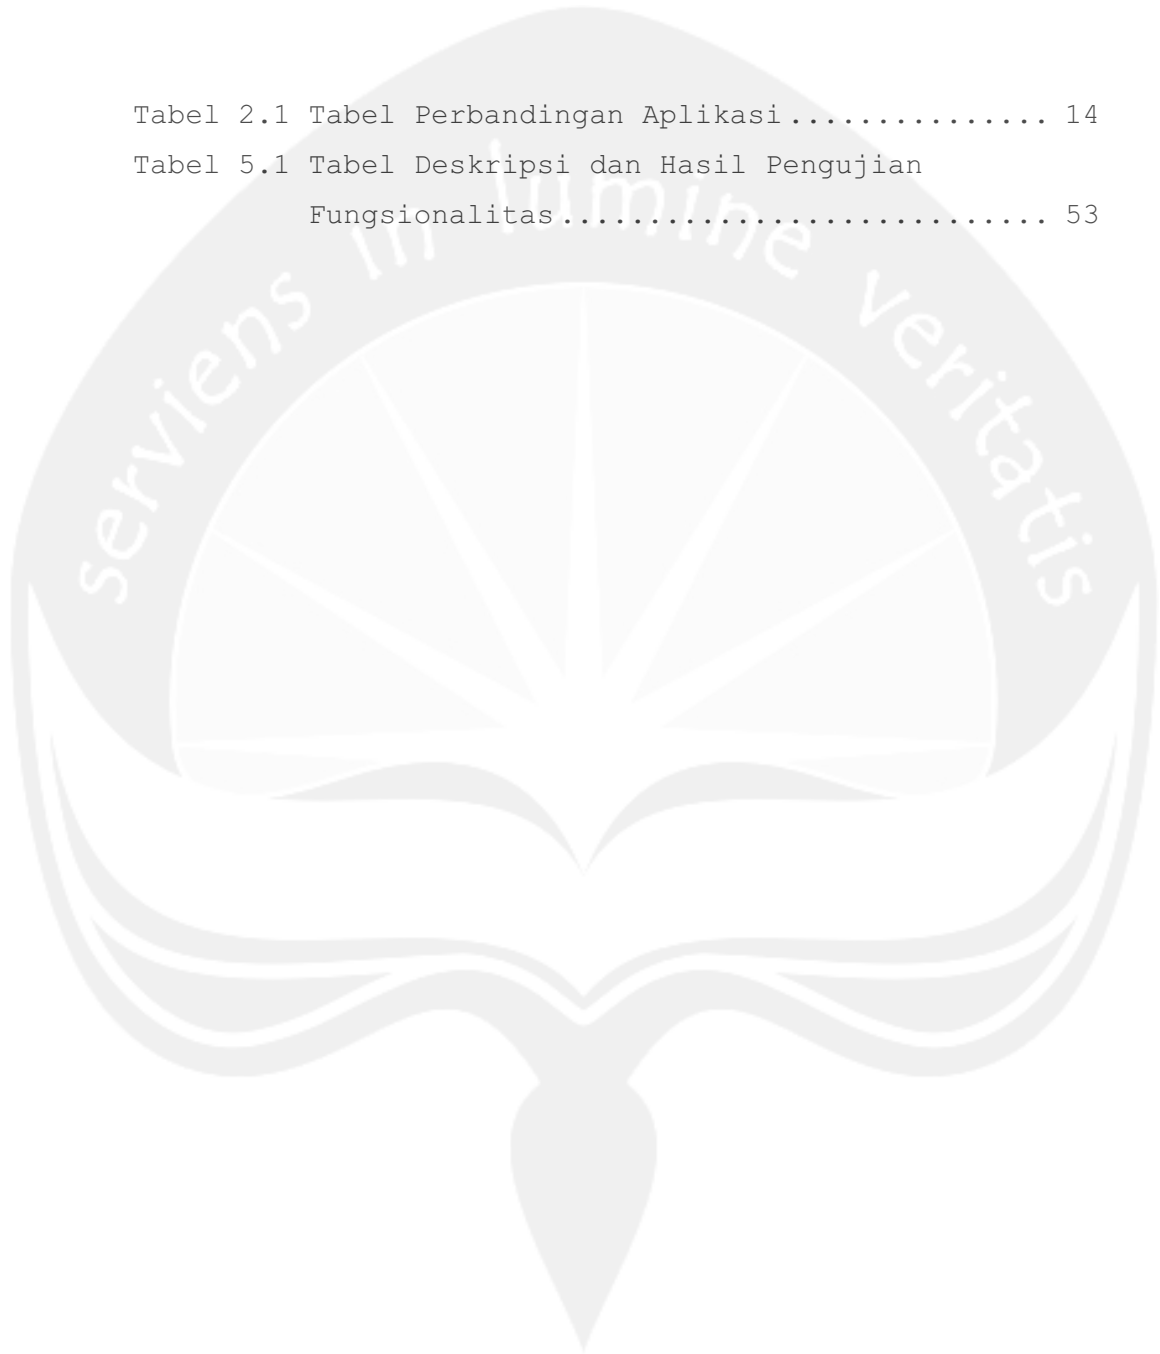 Tabel 2.1 Tabel Perbandingan Aplikasi............... 14
Tabel 5.1 Tabel Deskripsi dan Hasil Pengujian
Fungsionalitas............................ 53
serviens in lumine veritatis